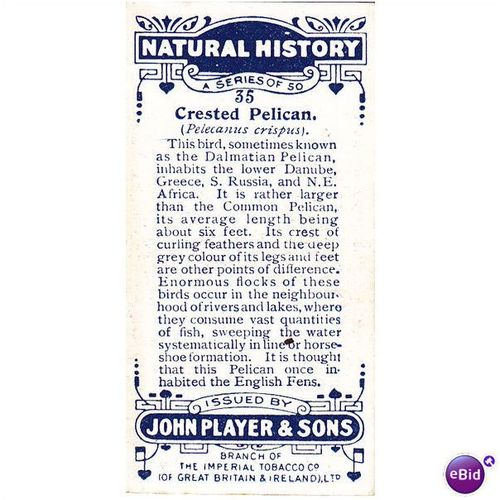 NATURAL HISTORY
A SERIES OF 50
35
Crested Pelican.
(Pelecanus crispus).
This bird, sometimes known
as the Dalmatian Pelican,
inhabits the lower Danube,
Greece, S. Russia, and N.E.
Africa. It is rather larger
than the Common Pelican,
its average length being
about six feet. Its crest of
curling feathers and the deep
grey colour of its legs and feet
are other points of difference.
Enormous flocks of these
birds occur in the neighbour-
hood of rivers and lakes, where
they consume vast quantities
of fish, sweeping the water
systematically in line or horse-
shoe formation. It is thought
that this Pelican once in-
habited the English Fens.
ISSUED BY
JOHN PLAYER & SONS
BRANCH OF
THE IMPERIAL TOBACCO CO
(OF GREAT BRITAIN & IRELAND), LTD
eBid